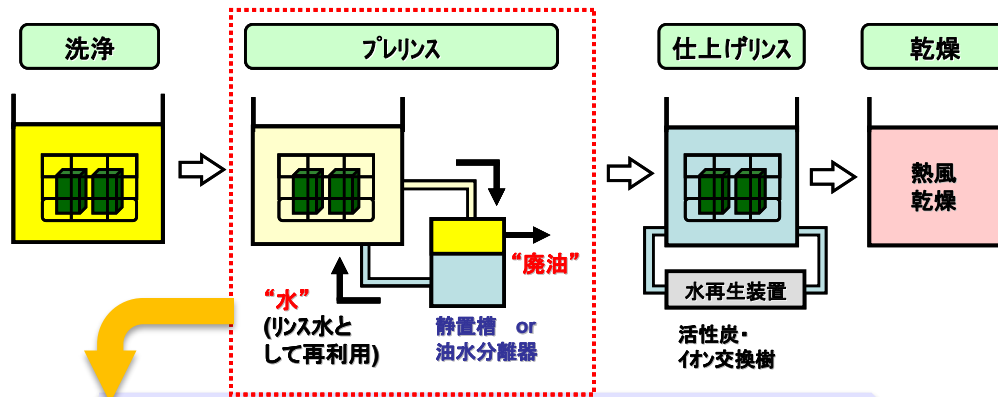 洗浄
プレリンス
仕上げリンス
乾燥
熱風
乾燥
“廃油”
“水”
(リンス水と
して再利用)
静置槽　or
油水分離器
水再生装置
活性炭・
イオン交換樹